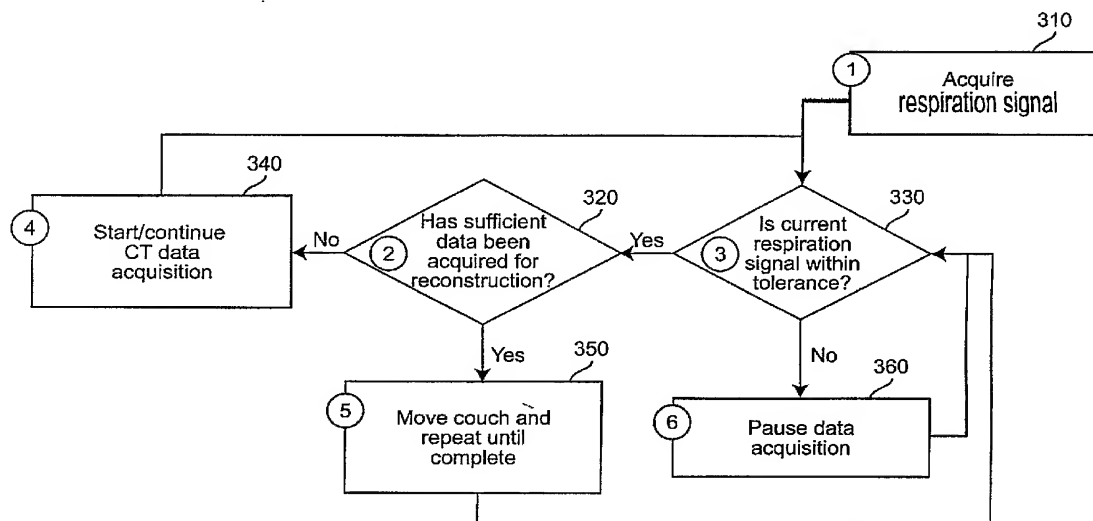 310
1
Acquire
respiration signal
340
4
Start/continue
CT data
acquisition
No
320
2
Has sufficient
data been
acquired for
reconstruction?
Yes
330
3
Is current
respiration
signal within
tolerance?
Yes
350
5
Move couch and
repeat until
complete
No
360
6
Pause data
acquisition